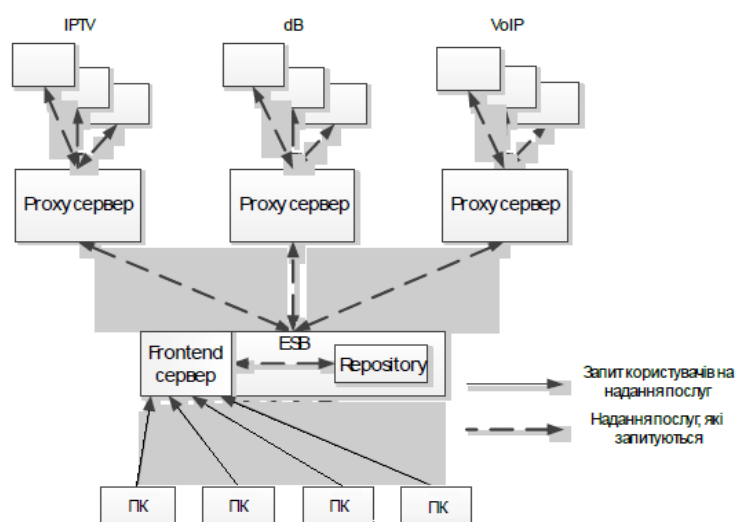 IPTV
dB
VoIP
Proxy сервер
Proxy сервер
Proxy сервер
ESB
Frontend
сервер
Repository
Запит користувачів на
надання послуг
Надання послуг, які
запитуються
ПК
ПК
ПК
ПК